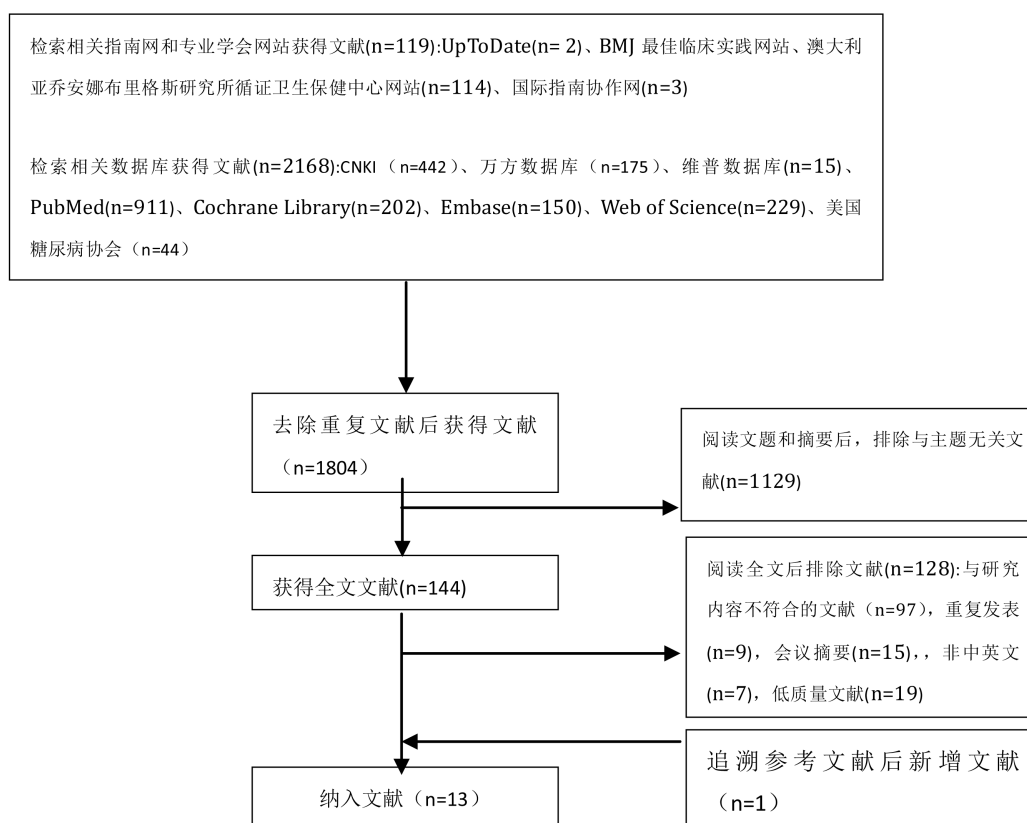 检索相关指南网和专业学会网站获得文献(n=119):UpToDate(n= 2)、BMJ 最佳临床实践网站、澳大利
亚乔安娜布里格斯研究所循证卫生保健中心网站(n=114)、国际指南协作网(n=3)
检索相关数据库获得文献(n=2168):CNKI（n=442）、万方数据库（n=175）、维普数据库(n=15)、
PubMed(n=911)、Cochrane Library(n=202)、Embase(n=150)、Web of Science(n=229)、美国
糖尿病协会（n=44）
去除重复文献后获得文献
（n=1804）
阅读文题和摘要后，排除与主题无关文
献(n=1129)
获得全文文献(n=144)
阅读全文后排除文献(n=128):与研究
内容不符合的文献（n=97），重复发表
(n=9)，会议摘要(n=15)，，非中英文
(n=7)，低质量文献(n=19)
追溯参考文献后新增文献
（n=1）
纳入文献（n=13）